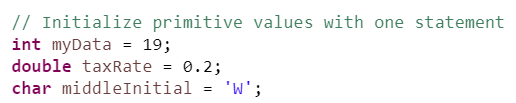 // Initialize primitive values with one statement
int myData = 19;
double taxRate = 0.2;
char middleInitial = 'W';